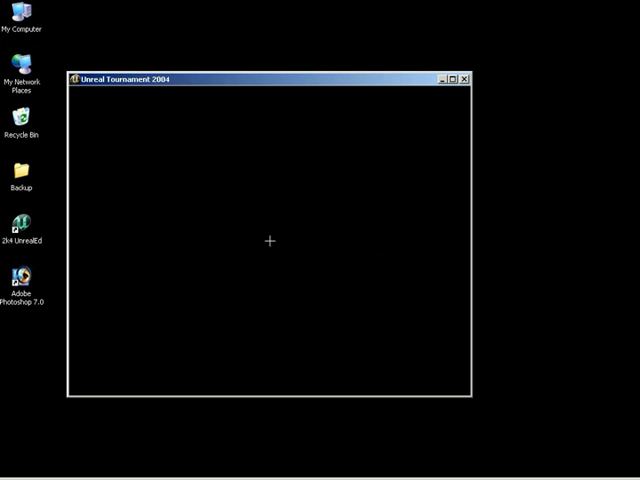 My Computer
Unreal Tournament 2004
My Network
Places
Recycle Bin
Backup
2k4 UnrealEd
Adobe
Photoshop 7.0